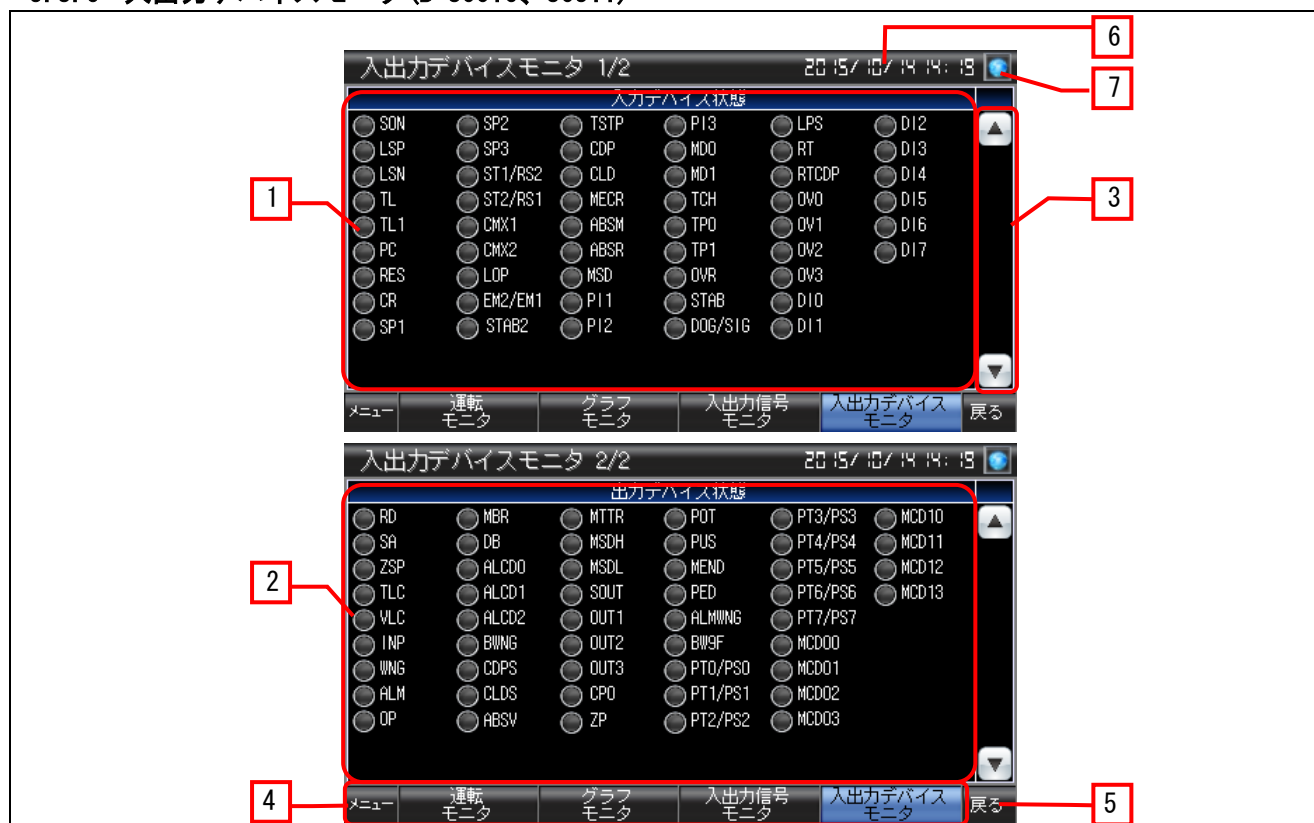 6
入出力デバイスモニタ 1/2 2015/10/14 14:19
7
入力デバイス状態
SON SP2 TSTP PI3 LPS DI2
LSP SP3 CDP MD0 RT DI3
LSN ST1/RS2 CLD MD1 RTCDP DI4
1 TL ST2/RS1 MECR TCH OV0 DI5 3
TL1 CMX1 ABSM TP0 OV1 DI6
PC CMX2 ABSR TP1 OV2 DI7
RES LOP MSD OVR OV3
CR EM2/EM1 PI1 STAB DI0
SP1 STAB2 PI2 DOG/SIG DI1
メニュー 運転モニタ グラフモニタ 入出力信号モニタ 入出力デバイスモニタ 戻る
入出力デバイスモニタ 2/2 2015/10/14 14:19
出力デバイス状態
RD MBR MTTR POT PT3/PS3 MCD10
SA DB MSDH PUS PT4/PS4 MCD11
ZSP ALCD0 MSDL MEND PT5/PS5 MCD12
2 TLC ALCD1 SOUT PED PT6/PS6 MCD13
VLC ALCD2 OUT1 ALMWNG PT7/PS7
INP BWNG OUT2 BW9F MCD00
WNG CDPS OUT3 PT0/PS0 MCD01
ALM CLDS CPO PT1/PS1 MCD02
OP ABSV ZP PT2/PS2 MCD03
4 メニュー 運転モニタ グラフモニタ 入出力信号モニタ 入出力デバイスモニタ 戻る 5